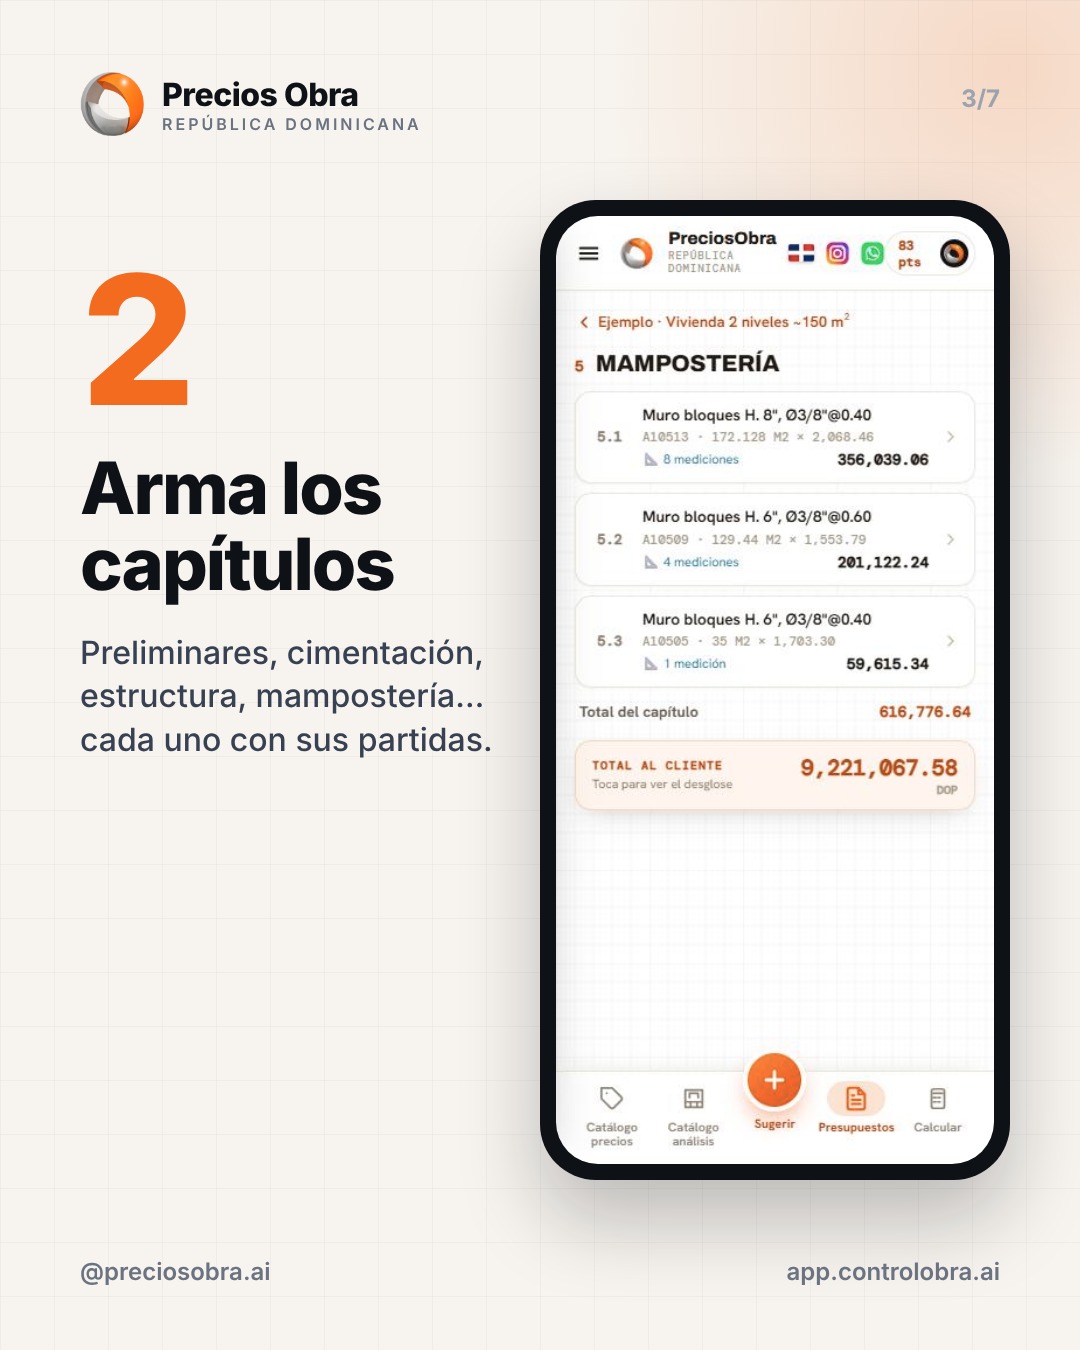 Precios Obra
REPÚBLICA DOMINICANA
3/7
2
Arma los
capítulos
Preliminares, cimentación,
estructura, mampostería...
cada uno con sus partidas.
PreciosObra
REPÚBLICA
DOMINICANA
83
pts
Ejemplo · Vivienda 2 niveles ~150 m²
5 MAMPOSTERÍA
5.1
Muro bloques H. 8", Ø3/8"@0.40
A10513 · 172.128 M2 × 2,068.46
8 mediciones 356,039.06
5.2
Muro bloques H. 6", Ø3/8"@0.60
A10509 · 129.44 M2 × 1,553.79
4 mediciones 201,122.24
5.3
Muro bloques H. 6", Ø3/8"@0.40
A10505 · 35 M2 × 1,703.30
1 medición 59,615.34
Total del capítulo 616,776.64
TOTAL AL CLIENTE 9,221,067.58
Toca para ver el desglose DOP
Catálogo
precios
Catálogo
análisis
Sugerir
Presupuestos
Calcular
@preciosobra.ai
app.controlobra.ai